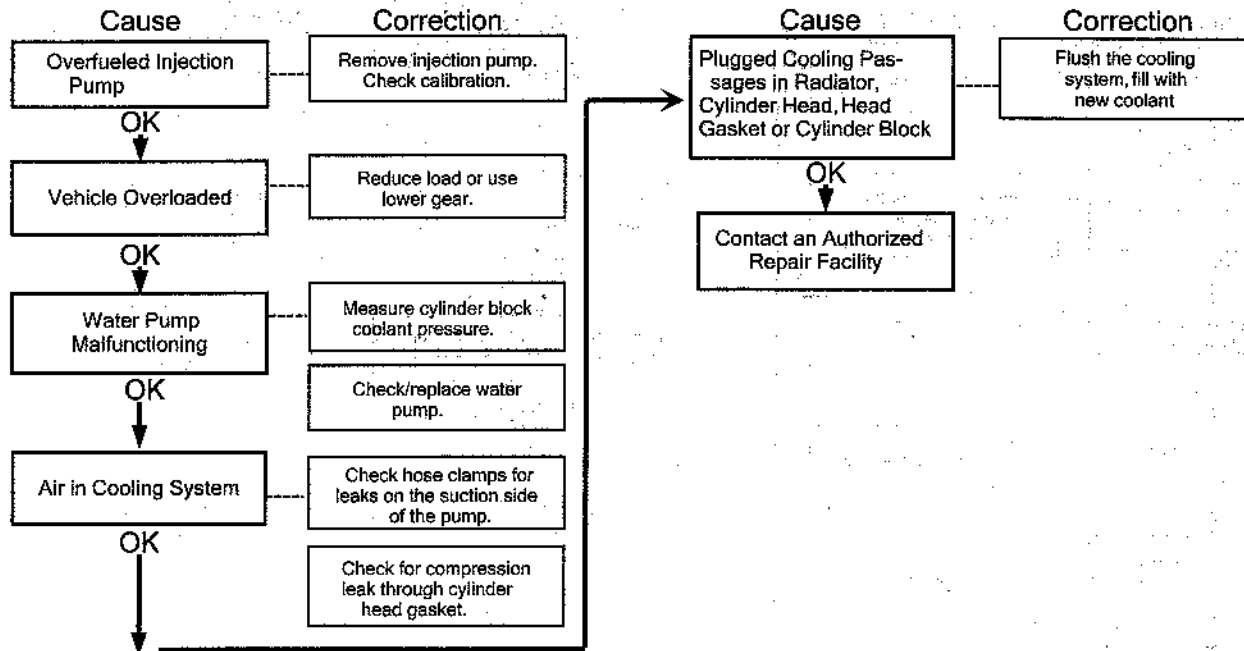 Cause
Correction
Overfueled Injection
Pump
Remove injection pump.
Check calibration.
OK
Vehicle Overloaded
Reduce load or use
lower gear.
OK
Water Pump
Malfunctioning
Measure cylinder block
coolant pressure.
Check/replace water
pump.
OK
Air in Cooling System
Check hose clamps for
leaks on the suction side
of the pump.
OK
Check for compression
leak through cylinder
head gasket.
Cause
Correction
Plugged Cooling Pas-
sages in Radiator,
Cylinder Head, Head
Gasket or Cylinder Block
Flush the cooling
system, fill with
new coolant
OK
Contact an Authorized
Repair Facility